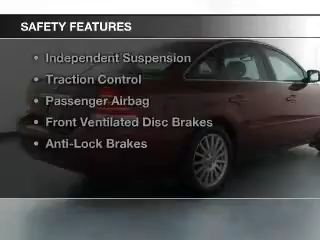 SAFETY FEATURES
• Independent Suspension
• Traction Control
• Passenger Airbag
• Front Ventilated Disc Brakes
• Anti-Lock Brakes